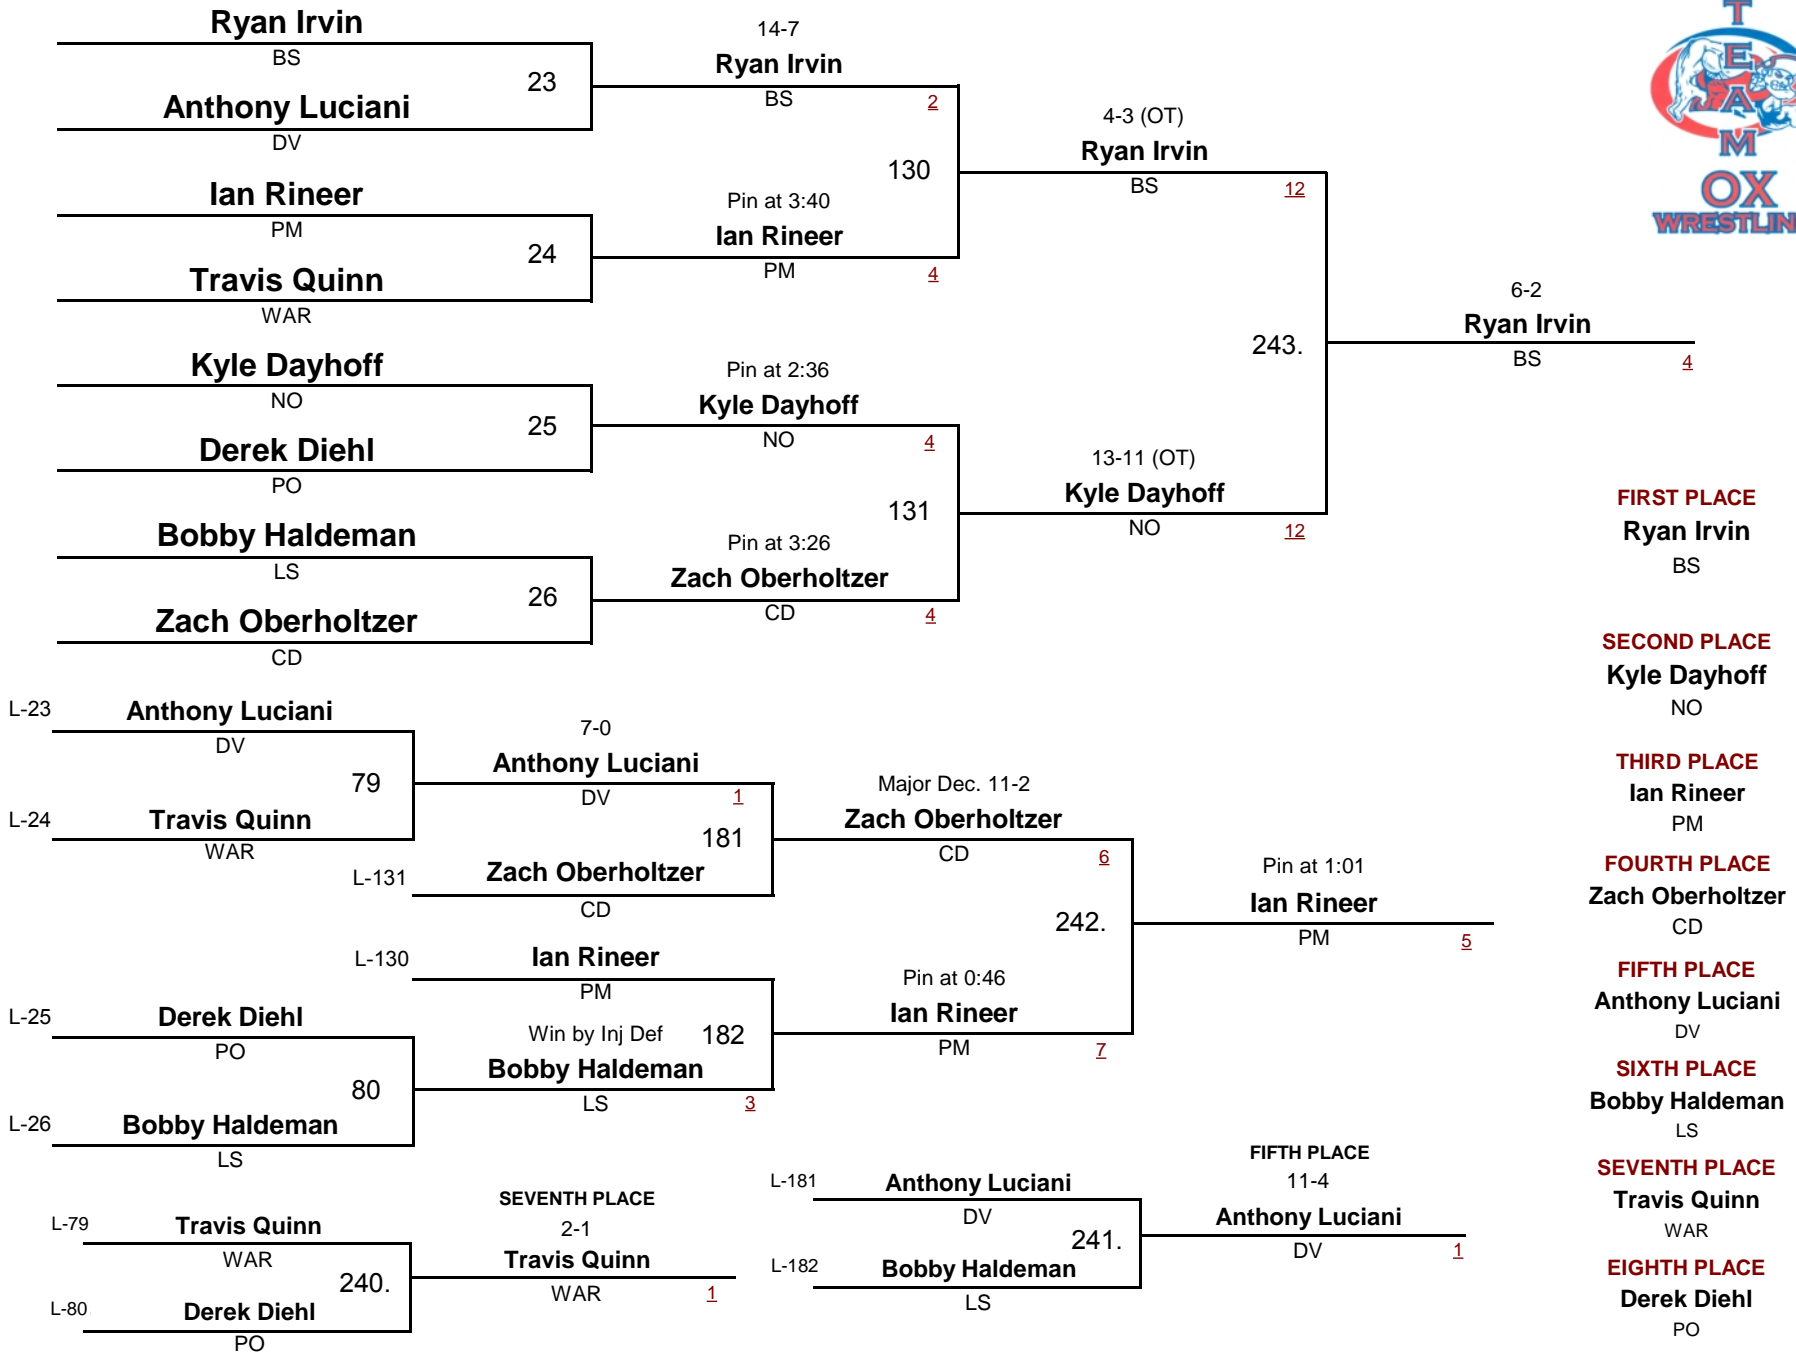 Ryan Irvin
BS
23
Anthony Luciani
DV
Ian Rineer
PM
24
Travis Quinn
WAR
Kyle Dayhoff
NO
25
Derek Diehl
PO
Bobby Haldeman
LS
26
Zach Oberholtzer
CD
14-7
Ryan Irvin
BS
2
130
Pin at 3:40
Ian Rineer
PM
4
Pin at 2:36
Kyle Dayhoff
NO
4
131
Pin at 3:26
Zach Oberholtzer
CD
4
4-3 (OT)
Ryan Irvin
BS
12
243.
13-11 (OT)
Kyle Dayhoff
NO
12
6-2
Ryan Irvin
BS
4
TEAM
OX
WRESTLIN
L-23
Anthony Luciani
DV
79
L-24
Travis Quinn
WAR
7-0
Anthony Luciani
DV
1
181
L-131
Zach Oberholtzer
CD
L-130
Ian Rineer
PM
L-25
Derek Diehl
PO
80
L-26
Bobby Haldeman
LS
Win by Inj Def
182
Bobby Haldeman
LS
3
Major Dec. 11-2
Zach Oberholtzer
CD
6
242.
Pin at 0:46
Ian Rineer
PM
7
Pin at 1:01
Ian Rineer
PM
5
L-79
Travis Quinn
WAR
240.
L-80
Derek Diehl
PO
SEVENTH PLACE
2-1
Travis Quinn
WAR
1
L-181
Anthony Luciani
DV
241.
L-182
Bobby Haldeman
LS
FIFTH PLACE
11-4
Anthony Luciani
DV
1
FIRST PLACE
Ryan Irvin
BS
SECOND PLACE
Kyle Dayhoff
NO
THIRD PLACE
Ian Rineer
PM
FOURTH PLACE
Zach Oberholtzer
CD
FIFTH PLACE
Anthony Luciani
DV
SIXTH PLACE
Bobby Haldeman
LS
SEVENTH PLACE
Travis Quinn
WAR
EIGHTH PLACE
Derek Diehl
PO